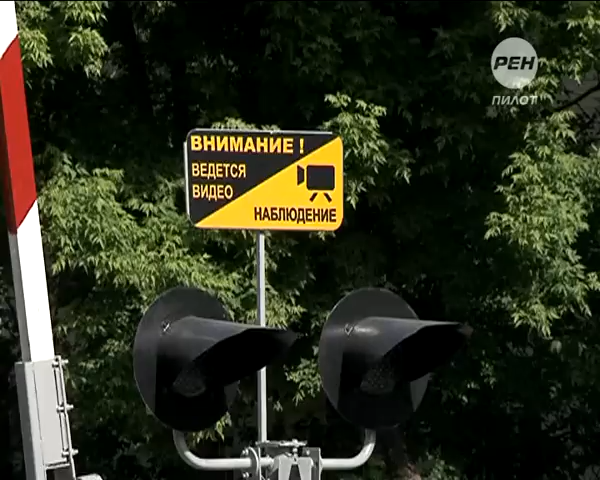 РЕН
ПИЛОТ
ВНИМАНИЕ !
ВЕДЕТСЯ
ВИДЕО
НАБЛЮДЕНИЕ